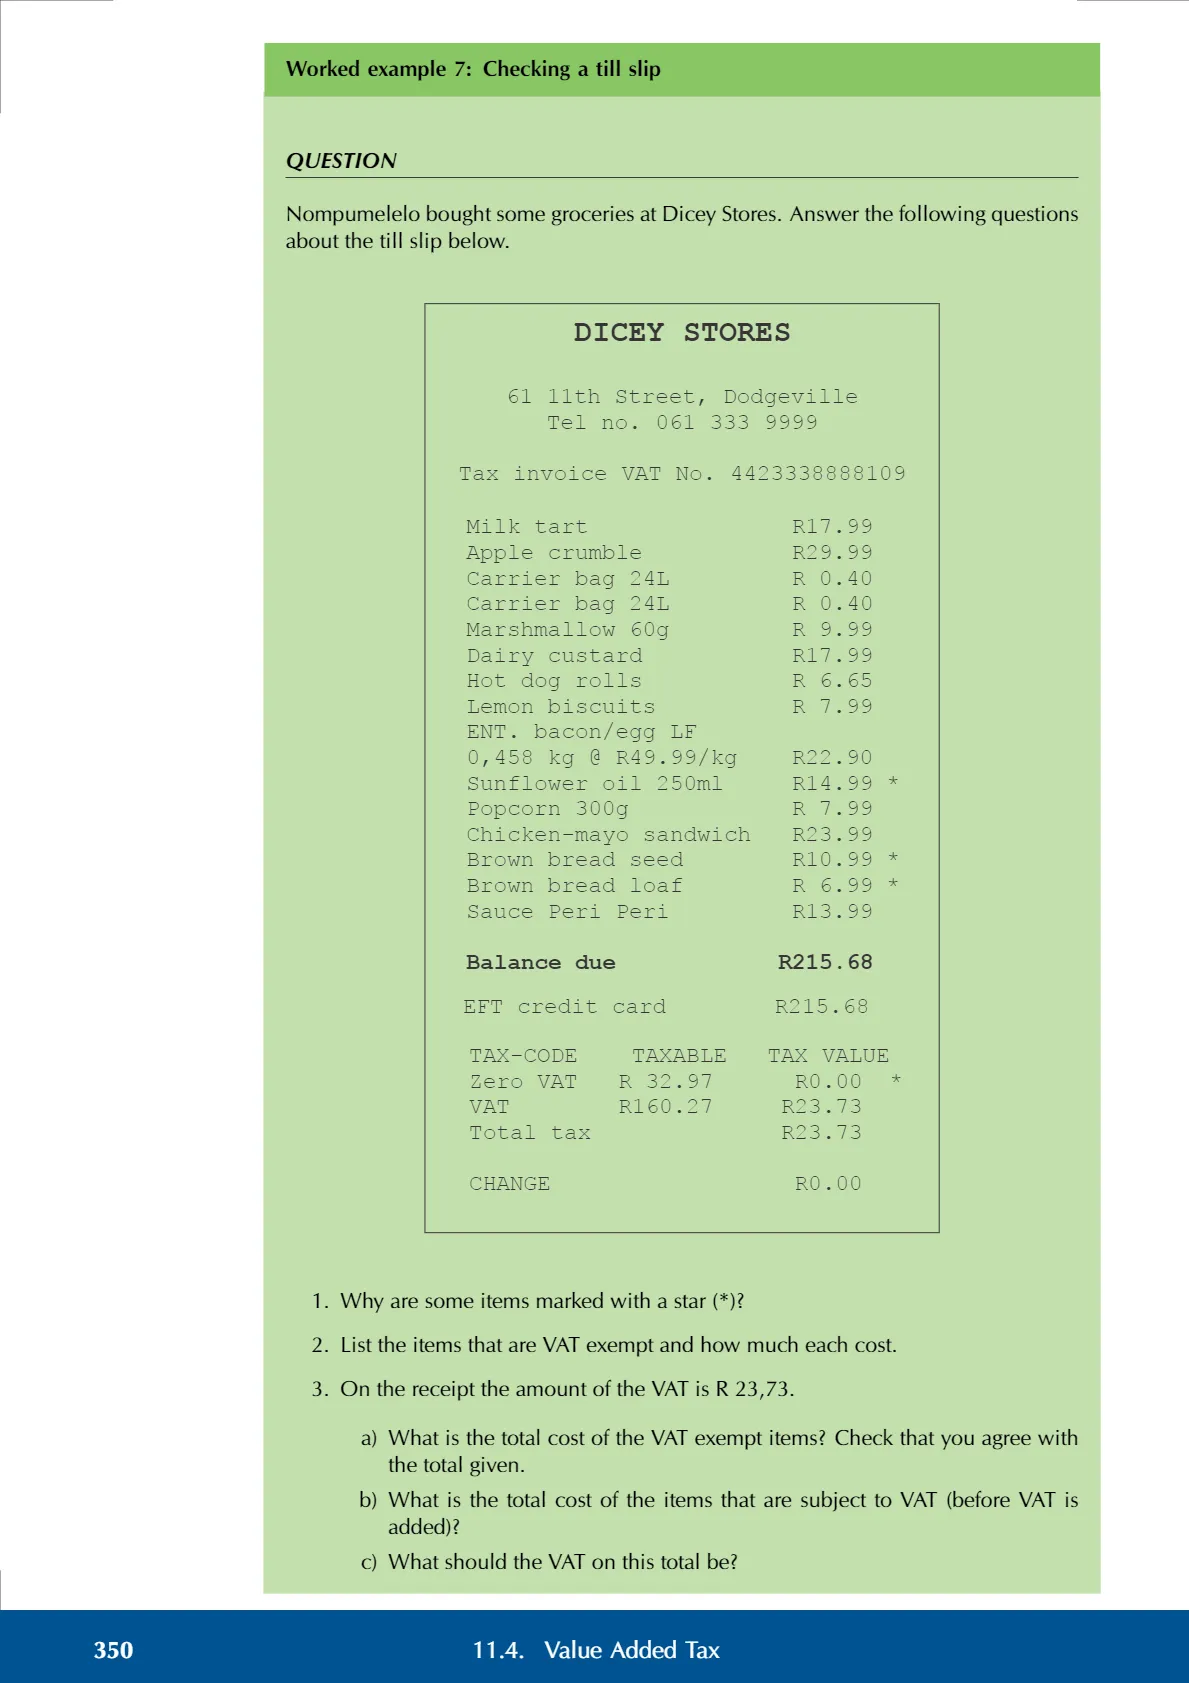 Worked example 7: Checking a till slip
QUESTION
Nompumelelo bought some groceries at Dicey Stores. Answer the following questions
about the till slip below.
DICEY STORES
61 11th Street, Dodgeville
Tel no. 061 333 9999
Tax invoice VAT No. 4423338888109
Milk tart R17.99
Apple crumble R29.99
Carrier bag 24L R 0.40
Carrier bag 24L R 0.40
Marshmallow 60g R 9.99
Dairy custard R17.99
Hot dog rolls R 6.65
Lemon biscuits R 7.99
ENT. bacon/egg LF
0,458 kg @ R49.99/kg R22.90
Sunflower oil 250ml R14.99 *
Popcorn 300g R 7.99
Chicken-mayo sandwich R23.99
Brown bread seed R10.99 *
Brown bread loaf R 6.99 *
Sauce Peri Peri R13.99
Balance due R215.68
EFT credit card R215.68
TAX-CODE TAXABLE TAX VALUE
Zero VAT R 32.97 R0.00 *
VAT R160.27 R23.73
Total tax R23.73
CHANGE R0.00
1. Why are some items marked with a star (*)?
2. List the items that are VAT exempt and how much each cost.
3. On the receipt the amount of the VAT is R 23,73.
a) What is the total cost of the VAT exempt items? Check that you agree with
the total given.
b) What is the total cost of the items that are subject to VAT (before VAT is
added)?
c) What should the VAT on this total be?
350 11.4. Value Added Tax